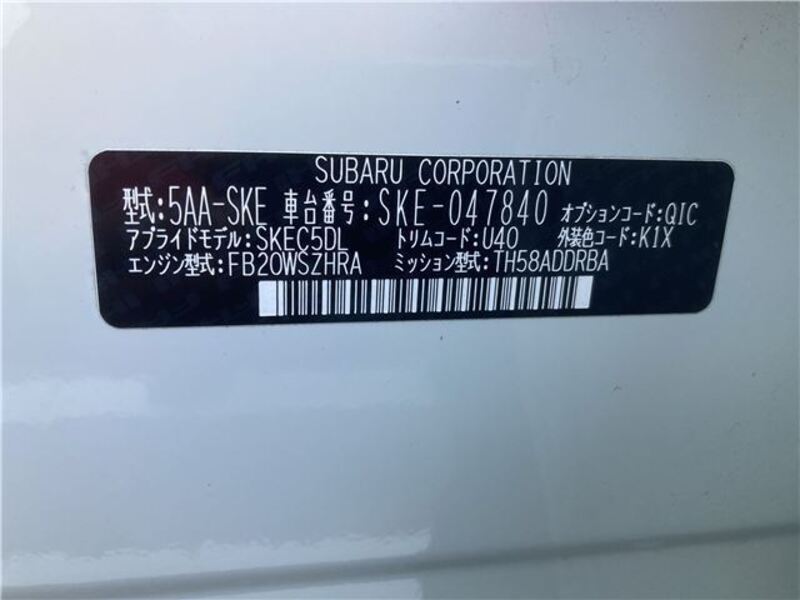 SUBARU CORPORATION
型式:5AA-SKE 車台番号:SKE-047840 オプションコード:QIC
アプライドモデル:SKEC5DL トリムコード:U40 外装色コード:K1X
エンジン型式:FB20WSZHRA ミッション型式:TH58ADDRBA